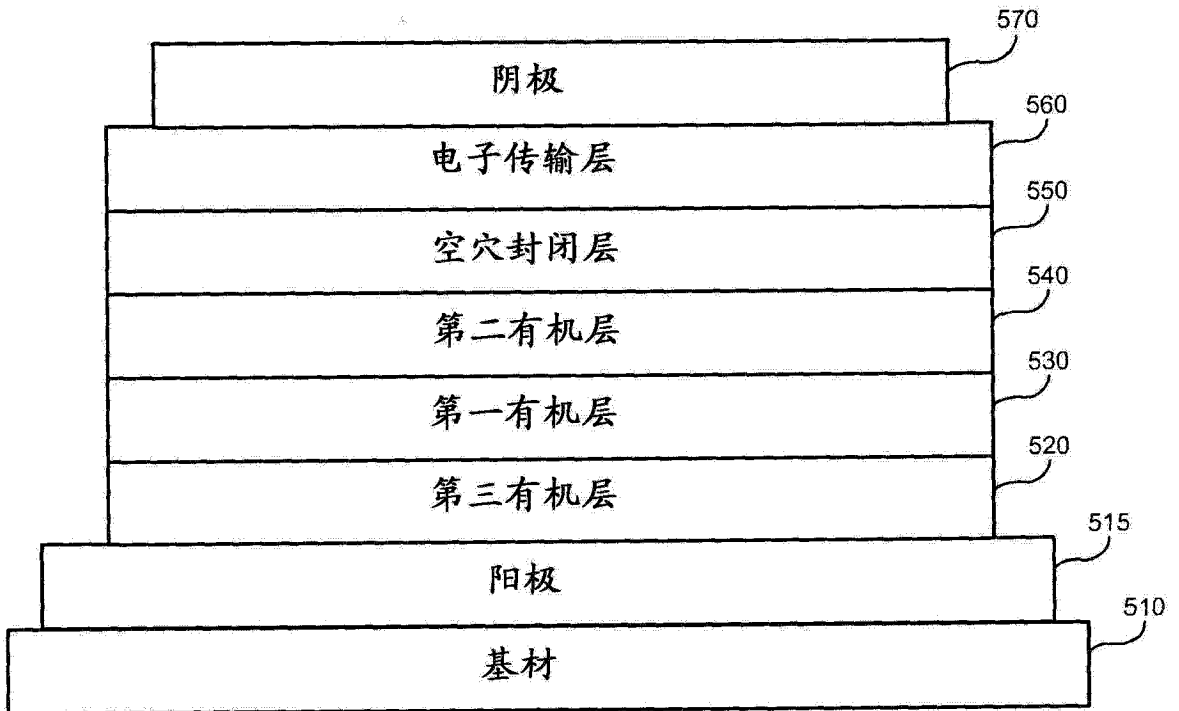 570
阴极
560
电子传输层
550
空穴封闭层
540
第二有机层
530
第一有机层
520
第三有机层
515
阳极
510
基材